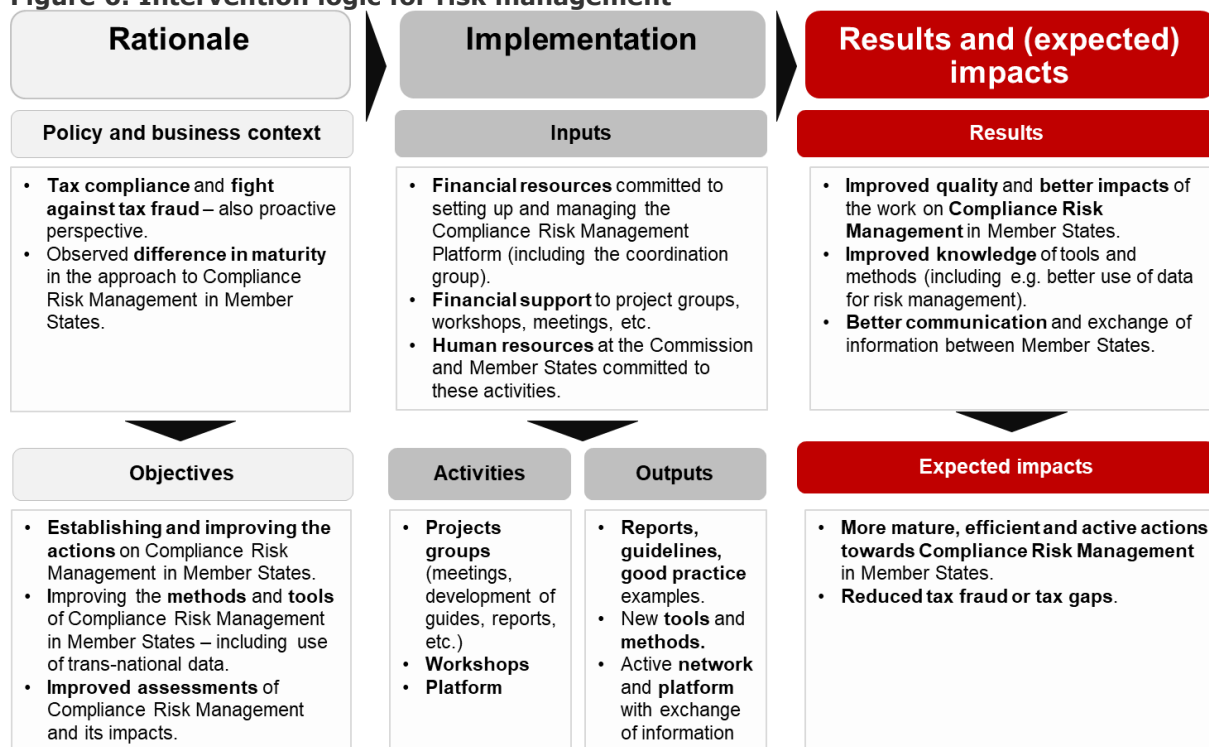 Figure 6: Intervention logic for risk management
Rationale
Policy and business context
• Tax compliance and fight
against tax fraud – also proactive
perspective.
• Observed difference in maturity
in the approach to Compliance
Risk Management in Member
States.
Objectives
• Establishing and improving the
actions on Compliance Risk
Management in Member States.
• Improving the methods and tools
of Compliance Risk Management
in Member States – including use
of trans-national data.
• Improved assessments of
Compliance Risk Management
and its impacts.
Implementation
Inputs
• Financial resources committed to
setting up and managing the
Compliance Risk Management
Platform (including the coordination
group).
• Financial support to project groups,
workshops, meetings, etc.
• Human resources at the Commission
and Member States committed to
these activities.
Activities
• Projects
groups
(meetings,
development of
guides, reports,
etc.)
• Workshops
• Platform
Outputs
• Reports,
guidelines,
good practice
examples.
• New tools and
methods.
• Active network
and platform
with exchange
of information
Results and (expected)
impacts
Results
• Improved quality and better impacts of
the work on Compliance Risk
Management in Member States.
• Improved knowledge of tools and
methods (including e.g. better use of data
for risk management).
• Better communication and exchange of
information between Member States.
Expected impacts
• More mature, efficient and active actions
towards Compliance Risk Management
in Member States.
• Reduced tax fraud or tax gaps.